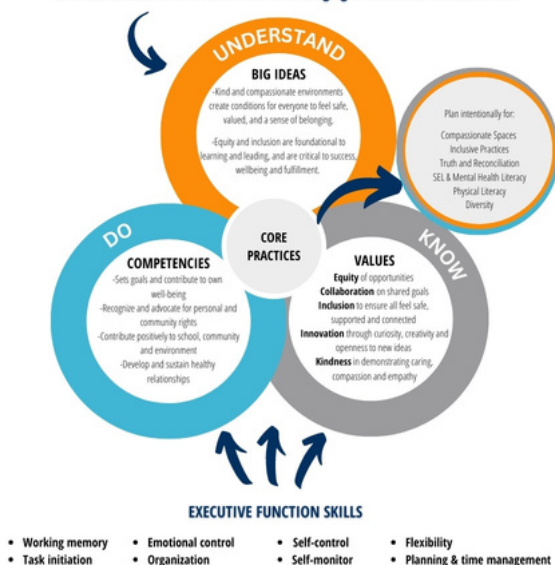 UNDERSTAND
BIG IDEAS
-Kind and compassionate environments
create conditions for everyone to feel safe,
valued, and a sense of belonging.
-Equity and inclusion are foundational to
learning and leading, and are critical to success,
wellbeing and fulfillment.
Plan intentionally for:
Compassionate Spaces
Inclusive Practices
Truth and Reconciliation
SEL & Mental Health Literacy
Physical Literacy
Diversity
CORE
PRACTICES
DO
COMPETENCIES
-Sets goals and contribute to own
well-being
-Recognize and advocate for personal and
community rights
-Contribute positively to school, community
and environment
-Develop and sustain healthy
relationships
KNOW
VALUES
Equity of opportunities
Collaboration on shared goals
Inclusion to ensure all feel safe,
supported and connected
Innovation through curiosity, creativity and
openness to new ideas
Kindness in demonstrating caring,
compassion and empathy
EXECUTIVE FUNCTION SKILLS
• Working memory • Emotional control • Self-control • Flexibility
• Task initiation • Organization • Self-monitor • Planning & time management